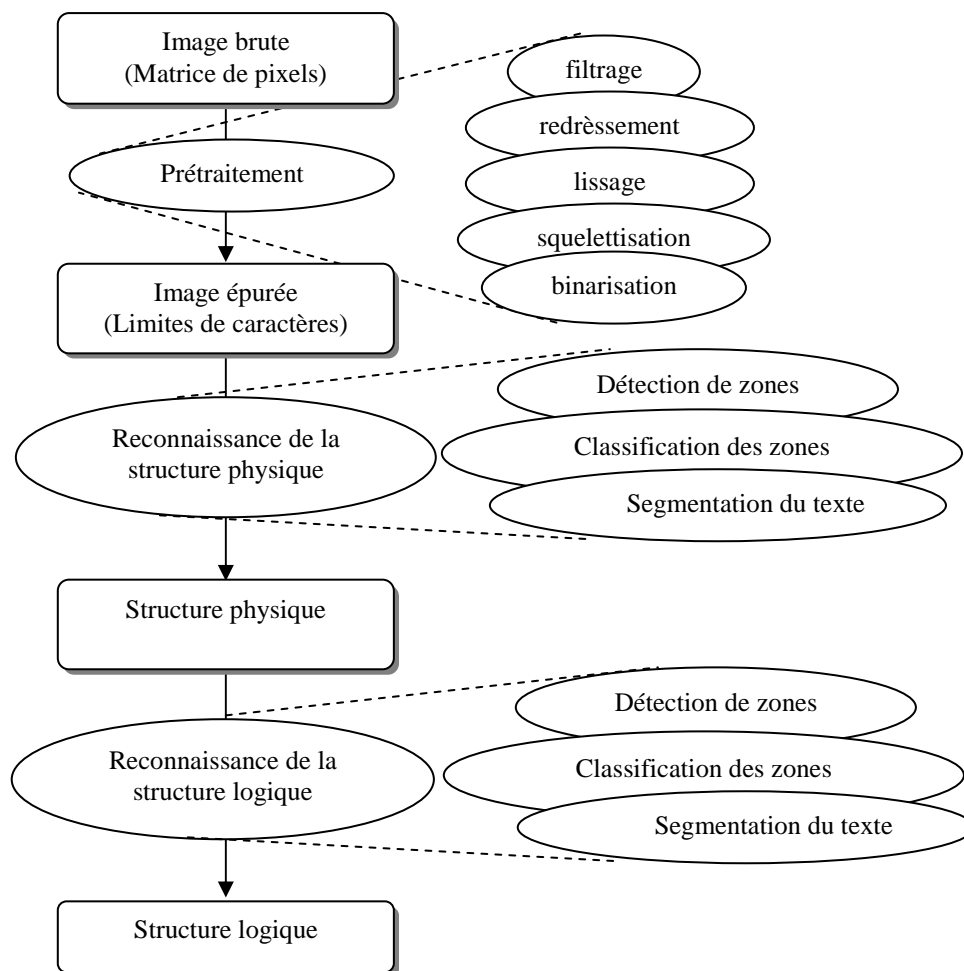 Image brute
(Matrice de pixels)
filtrage
redrèssement
Prétraitement
lissage
squelettisation
binarisation
Image épurée
(Limites de caractères)
Détection de zones
Reconnaissance de la
structure physique
Classification des zones
Segmentation du texte
Structure physique
Détection de zones
Reconnaissance de la
structure logique
Classification des zones
Segmentation du texte
Structure logique